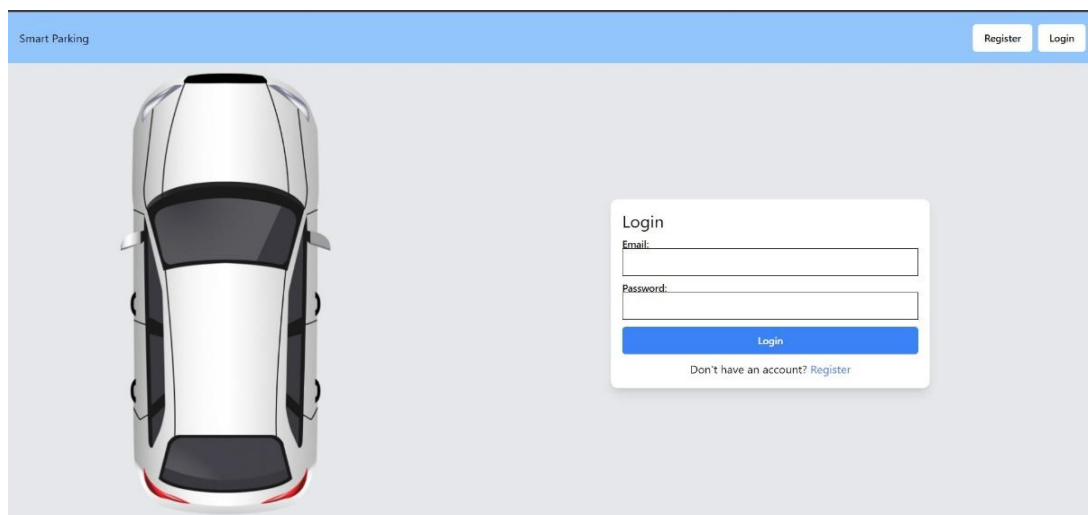 Smart Parking
Register
Login
Login
Email:
Password:
Login
Don't have an account? Register